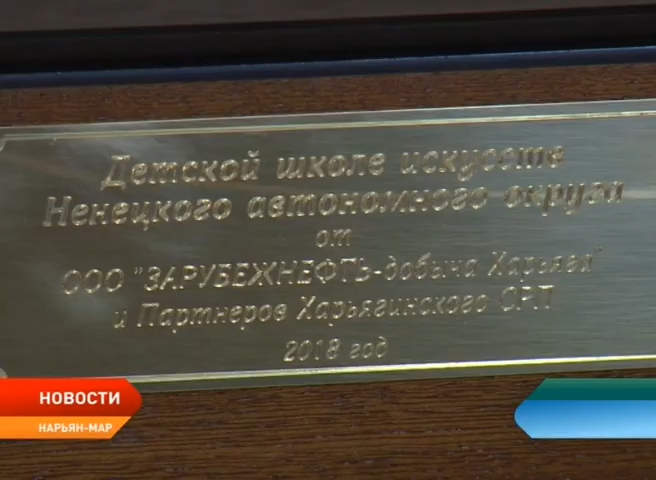 Детской школе искусств
Ненецкого автономного округа
от
ООО "ЗАРУБЕЖНЕФТЬ-добыча Харьяга"
и Партнеров Харьягинского СРП
2018 год
НОВОСТИ
НАРЬЯН-МАР